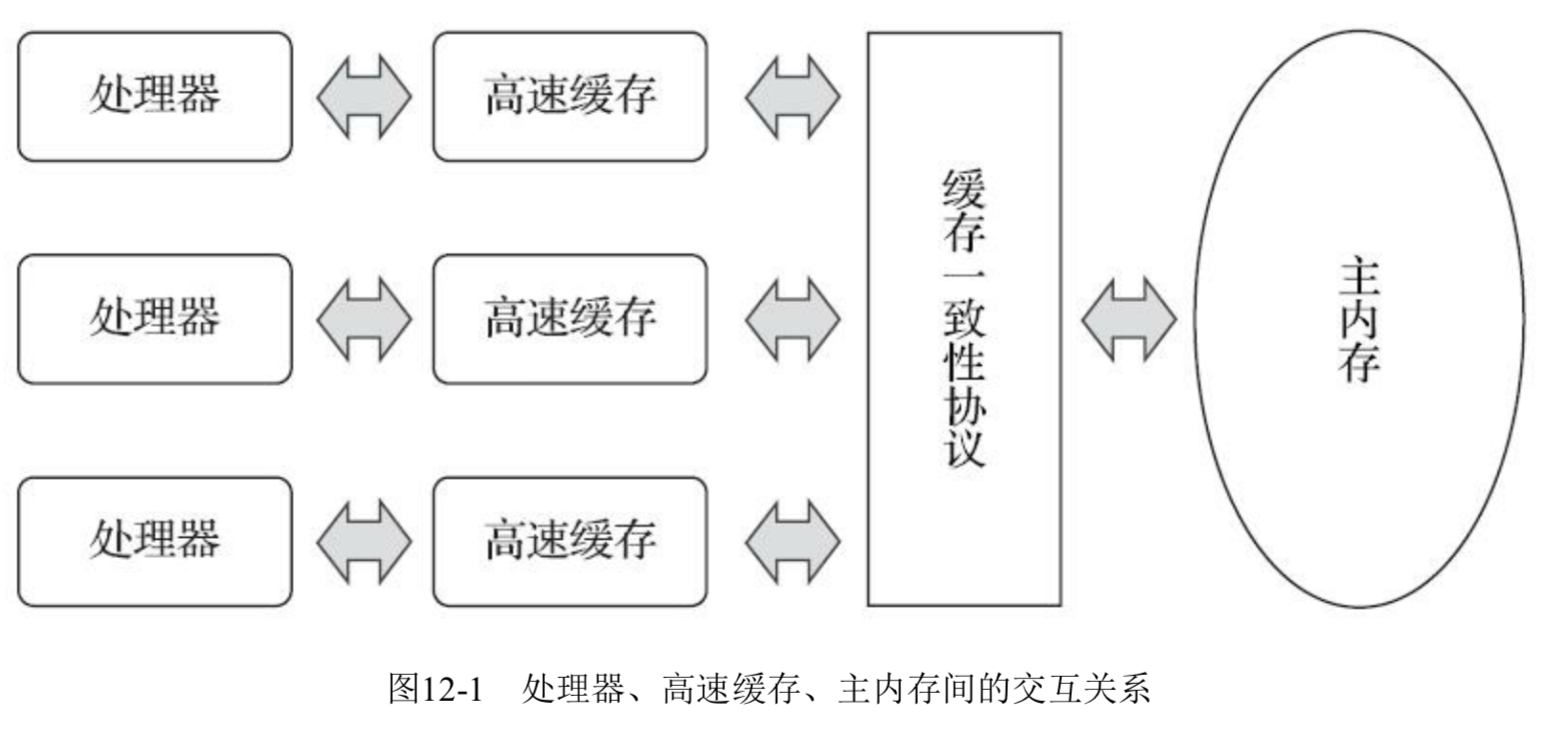 处理器
高速缓存
处理器
高速缓存
处理器
高速缓存
缓存一致性协议
主内存
图12-1 处理器、高速缓存、主内存间的交互关系